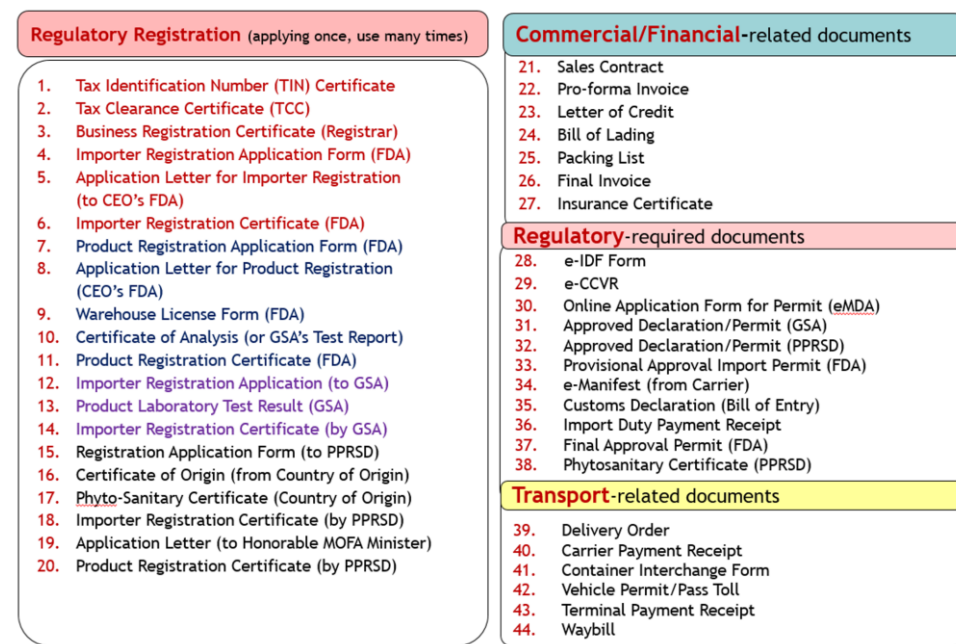 Regulatory Registration (applying once, use many times)
1. Tax Identification Number (TIN) Certificate
2. Tax Clearance Certificate (TCC)
3. Business Registration Certificate (Registrar)
4. Importer Registration Application Form (FDA)
5. Application Letter for Importer Registration
(to CEO's FDA)
6. Importer Registration Certificate (FDA)
7. Product Registration Application Form (FDA)
8. Application Letter for Product Registration
(CEO's FDA)
9. Warehouse License Form (FDA)
10. Certificate of Analysis (or GSA's Test Report)
11. Product Registration Certificate (FDA)
12. Importer Registration Application (to GSA)
13. Product Laboratory Test Result (GSA)
14. Importer Registration Certificate (by GSA)
15. Registration Application Form (to PPRSD)
16. Certificate of Origin (from Country of Origin)
17. Phyto-Sanitary Certificate (Country of Origin)
18. Importer Registration Certificate (by PPRSD)
19. Application Letter (to Honorable MOFA Minister)
20. Product Registration Certificate (by PPRSD)
Commercial/Financial-related documents
21. Sales Contract
22. Pro-forma Invoice
23. Letter of Credit
24. Bill of Lading
25. Packing List
26. Final Invoice
27. Insurance Certificate
Regulatory-required documents
28. e-IDF Form
29. e-CCVR
30. Online Application Form for Permit (eMDA)
31. Approved Declaration/Permit (GSA)
32. Approved Declaration/Permit (PPRSD)
33. Provisional Approval Import Permit (FDA)
34. e-Manifest (from Carrier)
35. Customs Declaration (Bill of Entry)
36. Import Duty Payment Receipt
37. Final Approval Permit (FDA)
38. Phytosanitary Certificate (PPRSD)
Transport-related documents
39. Delivery Order
40. Carrier Payment Receipt
41. Container Interchange Form
42. Vehicle Permit/Pass Toll
43. Terminal Payment Receipt
44. Waybill